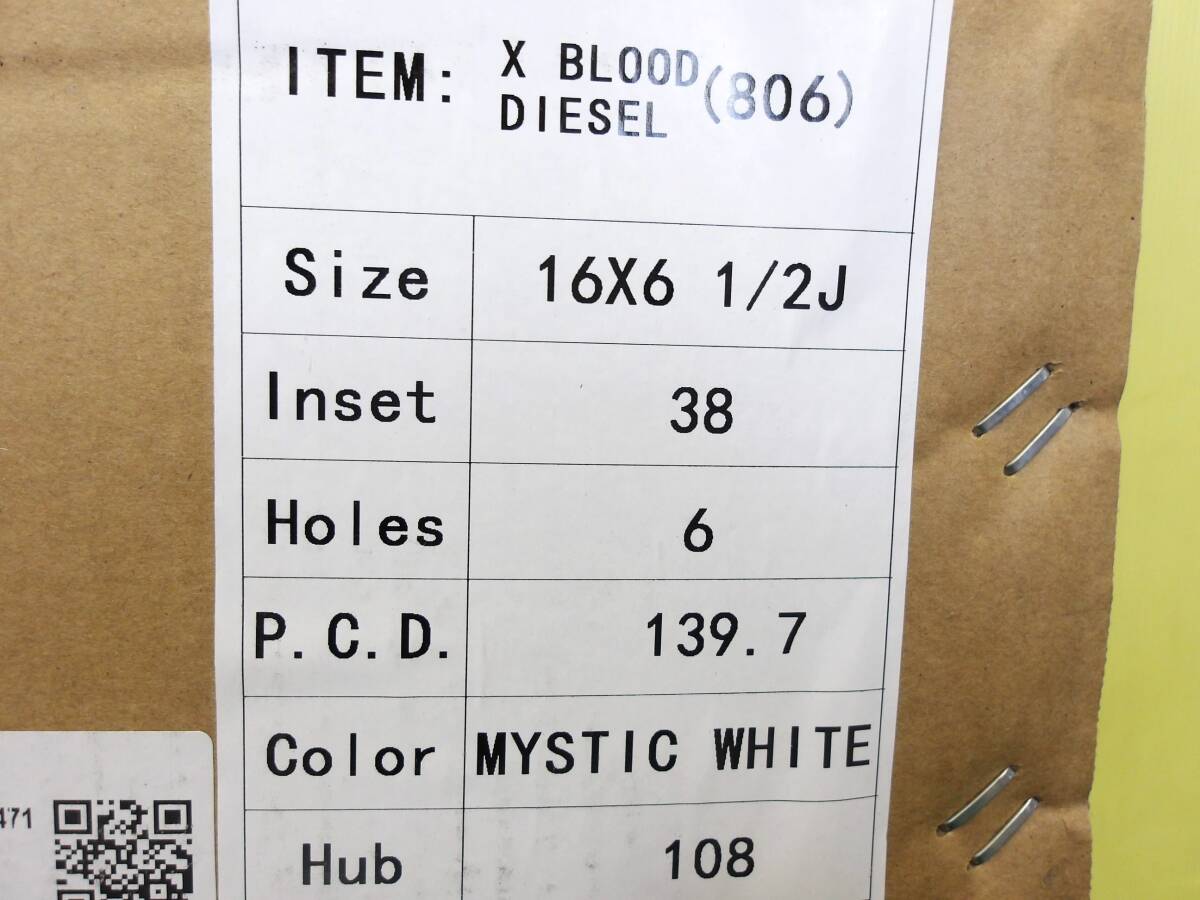 ITEM: X BLOOD (806)
DIESEL
Size 16X6 1/2J
Inset 38
Holes 6
P.C.D. 139.7
Color MYSTIC WHITE
Hub 108
471